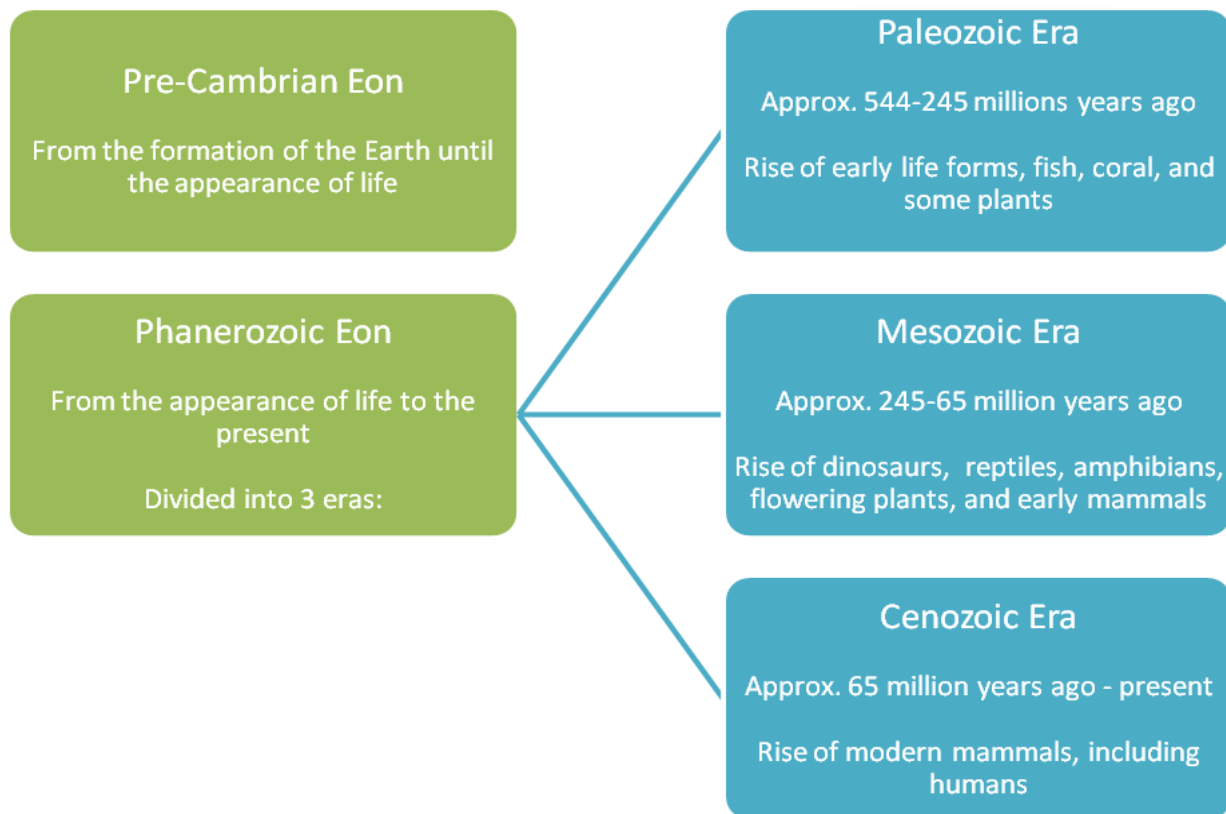 Pre-Cambrian Eon
From the formation of the Earth until
the appearance of life
Phanerozoic Eon
From the appearance of life to the
present
Divided into 3 eras:
Paleozoic Era
Approx. 544-245 millions years ago
Rise of early life forms, fish, coral, and
some plants
Mesozoic Era
Approx. 245-65 million years ago
Rise of dinosaurs,  reptiles, amphibians,
flowering plants, and early mammals
Cenozoic Era
Approx. 65 million years ago - present
Rise of modern mammals, including
humans